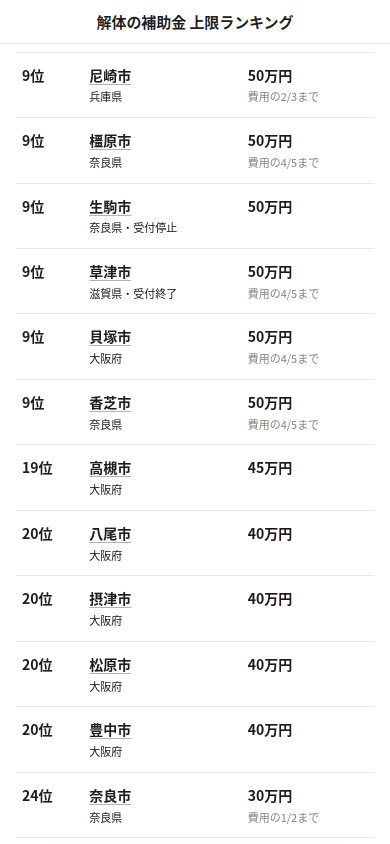 解体の補助金 上限ランキング
9位 尼崎市 50万円
兵庫県 費用の2/3まで
9位 橿原市 50万円
奈良県 費用の4/5まで
9位 生駒市 50万円
奈良県・受付停止
9位 草津市 50万円
滋賀県・受付終了 費用の4/5まで
9位 貝塚市 50万円
大阪府 費用の4/5まで
9位 香芝市 50万円
奈良県 費用の4/5まで
19位 高槻市 45万円
大阪府
20位 八尾市 40万円
大阪府
20位 摂津市 40万円
大阪府
20位 松原市 40万円
大阪府
20位 豊中市 40万円
大阪府
24位 奈良市 30万円
奈良県 費用の1/2まで